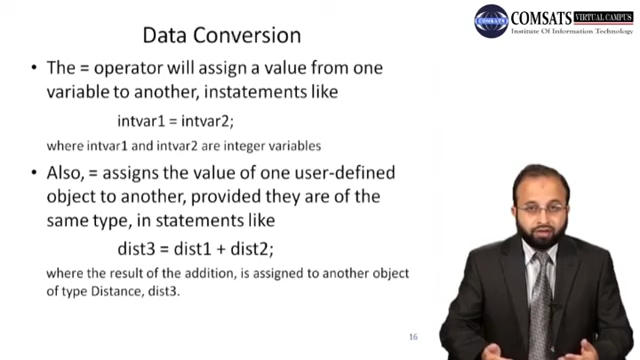 COMSATS
COMSATS VIRTUAL CAMPUS
Institute Of Information Technology
Data Conversion
• The = operator will assign a value from one
variable to another, instatements like
intvar1 = intvar2;
where intvar1 and intvar2 are integer variables
• Also, = assigns the value of one user-defined
object to another, provided they are of the
same type, in statements like
dist3 = dist1 + dist2;
where the result of the addition, is assigned to another object
of type Distance, dist3.
16